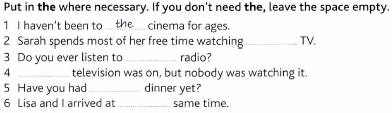 Put in the where necessary. If you don't need the, leave the space empty.
1 I haven't been to ...the... cinema for ages.
2 Sarah spends most of her free time watching .................. TV.
3 Do you ever listen to .................. radio?
4 .................. television was on, but nobody was watching it.
5 Have you had .................. dinner yet?
6 Lisa and I arrived at .................. same time.